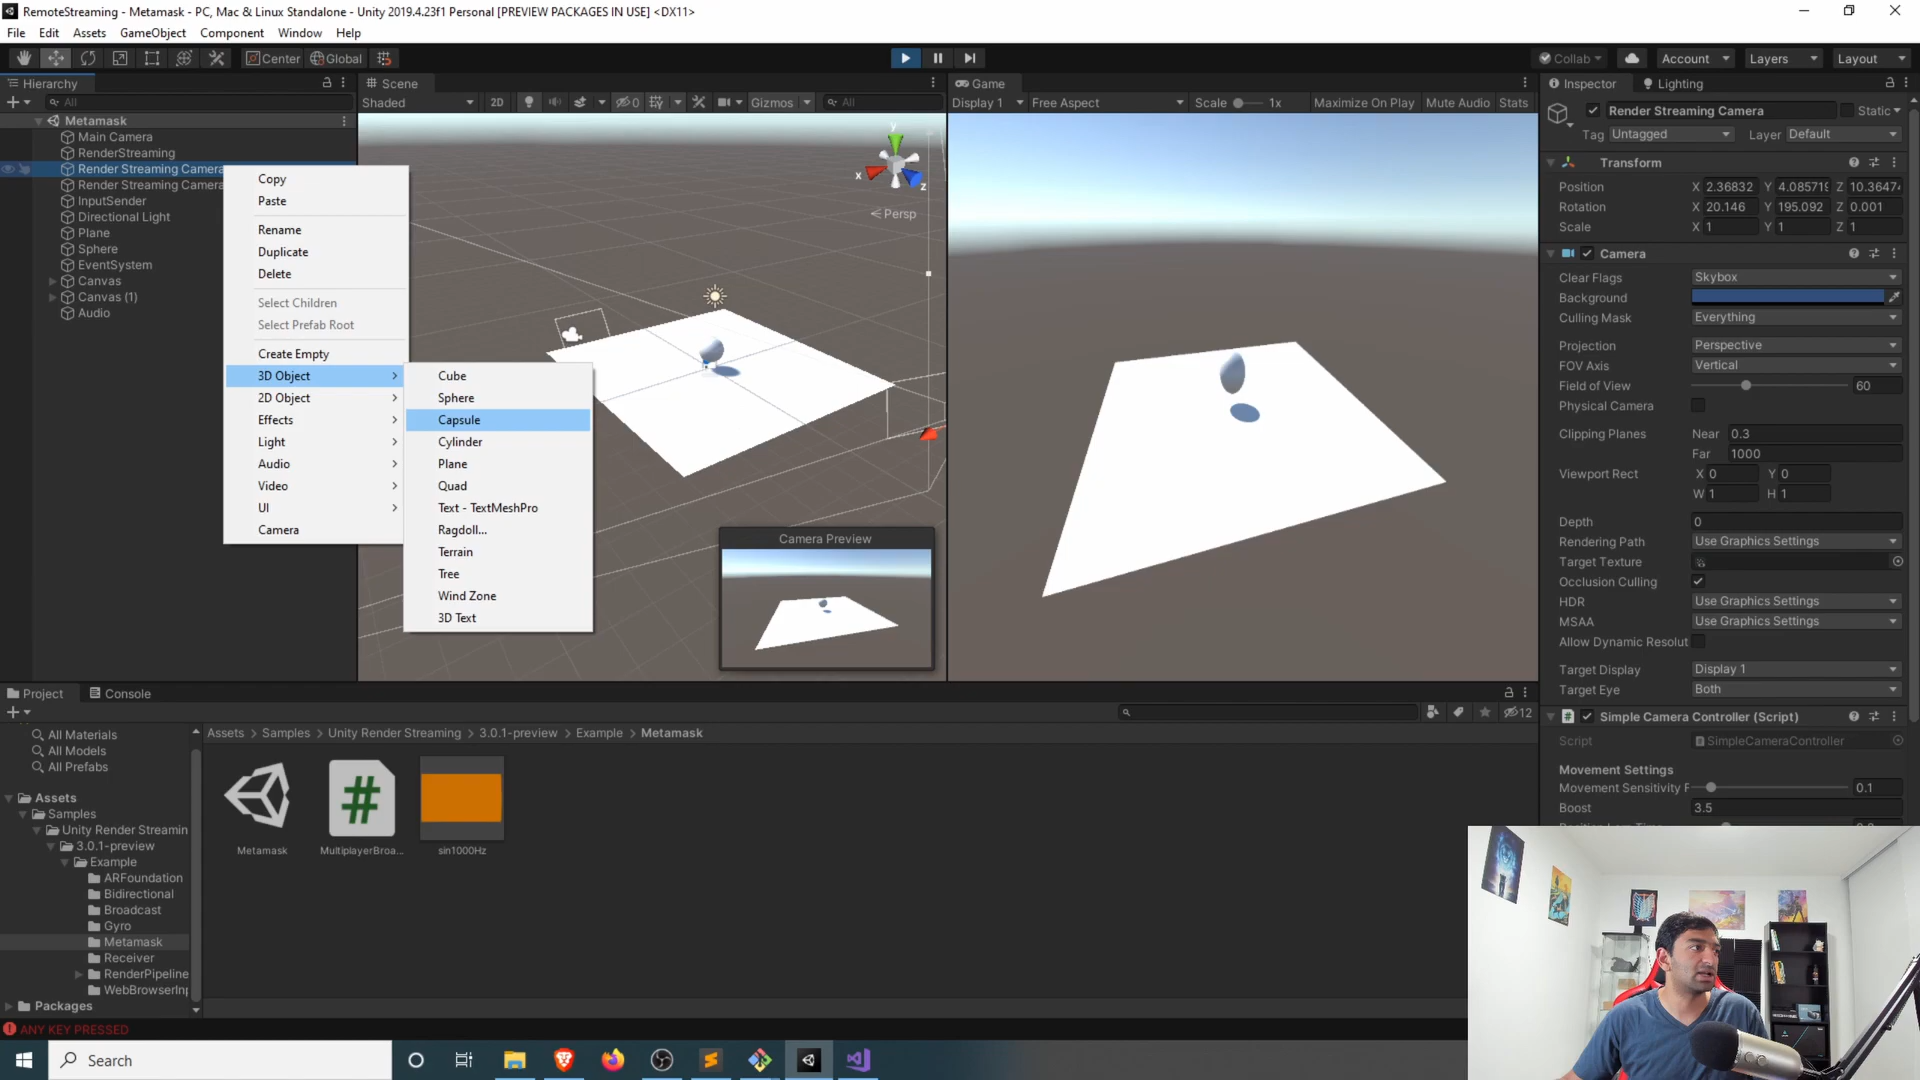 RemoteStreaming - Metamask - PC, Mac & Linux Standalone - Unity 2019.4.23f1 Personal [PREVIEW PACKAGES IN USE] <DX11>
File Edit Assets GameObject Component Window Help
Center Global Collab Account Layers Layout
Hierarchy
All
Metamask
Main Camera
RenderStreaming
Render Streaming Camera
Render Streaming Camera
InputSender
Directional Light
Plane
Sphere
EventSystem
Canvas
Canvas (1)
Audio
Copy
Paste
Rename
Duplicate
Delete
Select Children
Select Prefab Root
Create Empty
3D Object
2D Object
Effects
Light
Audio
Video
UI
Camera
Cube
Sphere
Capsule
Cylinder
Plane
Quad
Text - TextMeshPro
Ragdoll...
Terrain
Tree
Wind Zone
3D Text
Scene
Shaded 2D 0 Gizmos All
y
x
z
Persp
Camera Preview
Game
Display 1 Free Aspect Scale 1x Maximize On Play Mute Audio Stats
Inspector Lighting
Render Streaming Camera Static
Tag Untagged Layer Default
Transform
Position X 2.36832 Y 4.085719 Z 10.3647
Rotation X 20.146 Y 195.092 Z 0.001
Scale X 1 Y 1 Z 1
Camera
Clear Flags Skybox
Background
Culling Mask Everything
Projection Perspective
FOV Axis Vertical
Field of View 60
Physical Camera
Clipping Planes Near 0.3
Far 1000
Viewport Rect X 0 Y 0
W 1 H 1
Depth 0
Rendering Path Use Graphics Settings
Target Texture
Occlusion Culling
HDR Use Graphics Settings
MSAA Use Graphics Settings
Allow Dynamic Resolut
Target Display Display 1
Target Eye Both
Simple Camera Controller (Script)
Script SimpleCameraController
Movement Settings
Movement Sensitivity F 0.1
Boost 3.5
Project Console
12
All Materials
All Models
All Prefabs
Assets
Samples
Unity Render Streamin
3.0.1-preview
Example
ARFoundation
Bidirectional
Broadcast
Gyro
Metamask
Receiver
RenderPipeline
WebBrowserInp
Packages
Assets > Samples > Unity Render Streaming > 3.0.1-preview > Example > Metamask
Metamask
MultiplayerBroa...
sin1000Hz
ANY KEY PRESSED
Search